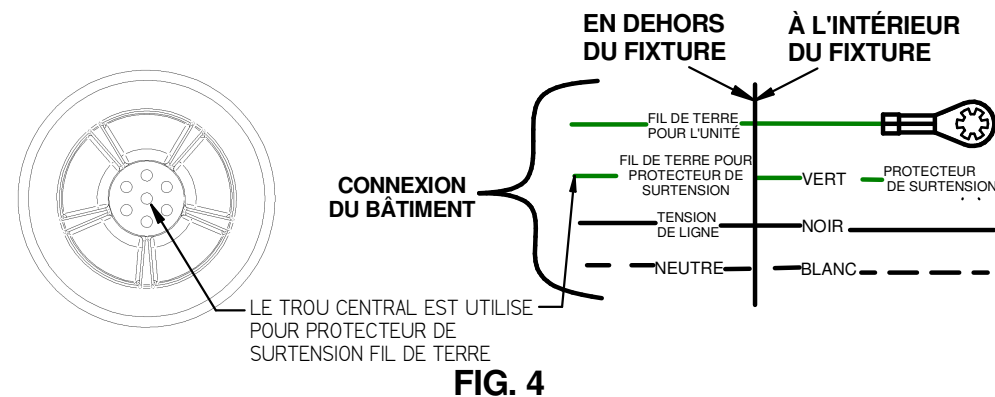 EN DEHORS
DU FIXTURE
À L'INTÉRIEUR
DU FIXTURE
FIL DE TERRE
POUR L'UNITÉ
FIL DE TERRE POUR
PROTECTEUR DE
SURTENSION
VERT
PROTECTEUR
DE SURTENSION
CONNEXION
DU BÂTIMENT
TENSION
DE LIGNE
NOIR
NEUTRE
BLANC
LE TROU CENTRAL EST UTILISE
POUR PROTECTEUR DE
SURTENSION FIL DE TERRE
FIG. 4